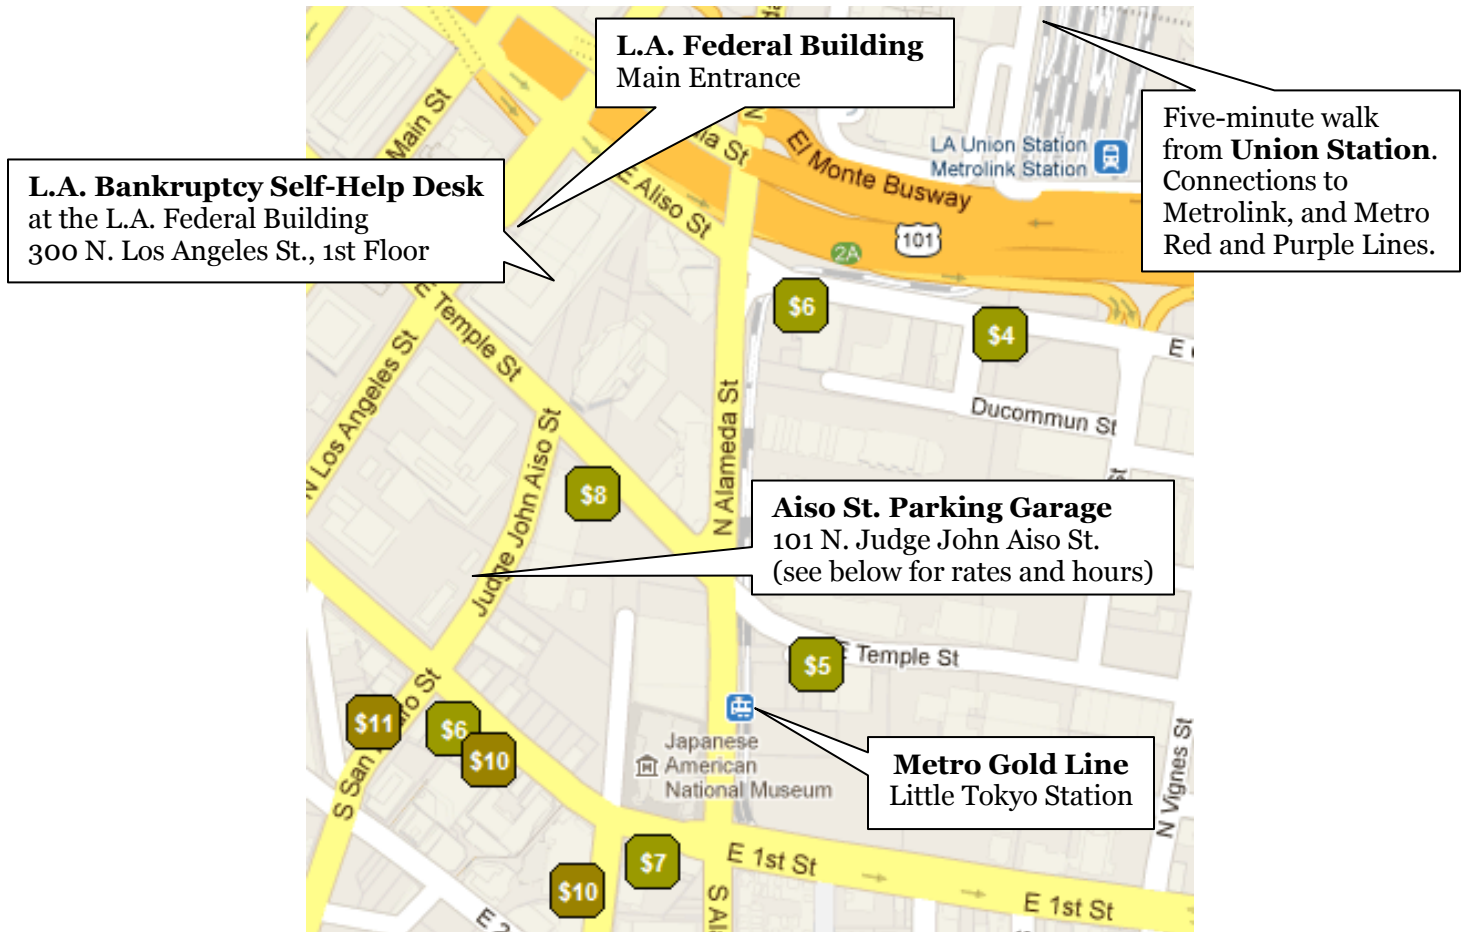 L.A. Federal Building
Main Entrance
Five-minute walk
from Union Station.
Connections to
Metrolink, and Metro
Red and Purple Lines.
L.A. Bankruptcy Self-Help Desk
at the L.A. Federal Building
300 N. Los Angeles St., 1st Floor
Main St
E Aliso St
El Monte Busway
LA Union Station
Metrolink Station
101
2A
$6
$4
E Temple St
N Los Angeles St
Judge John Aiso St
N Alameda St
Ducommun St
$8
Aiso St. Parking Garage
101 N. Judge John Aiso St.
(see below for rates and hours)
$5
E Temple St
$11
$6
$10
S San
Japanese
American
National Museum
Metro Gold Line
Little Tokyo Station
N Vignes St
$7
$10
E 1st St
E 1st St